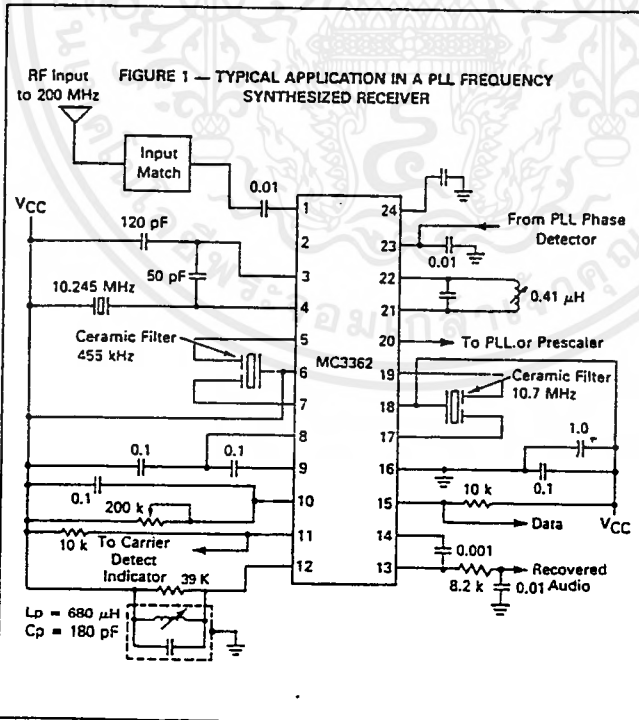 FIGURE 1 — TYPICAL APPLICATION IN A PLL FREQUENCY
SYNTHESIZED RECEIVER
RF Input
to 200 MHz
Input
Match
0.01
VCC
120 pF
50 pF
10.245 MHz
Ceramic Filter
455 kHz
0.1
0.1
0.1
200 k
10 k
To Carrier
Detect
Indicator
39 K
Lp = 680 µH
Cp = 180 pF
1
2
3
4
5
6
7
8
9
10
11
12
MC3362
24
23
22
21
20
19
18
17
16
15
14
13
From PLL Phase
Detector
0.01
0.41 µH
To PLL or Prescaler
Ceramic Filter
10.7 MHz
1.0
0.1
10 k
Data
VCC
0.001
8.2 k
Recovered
Audio
0.01